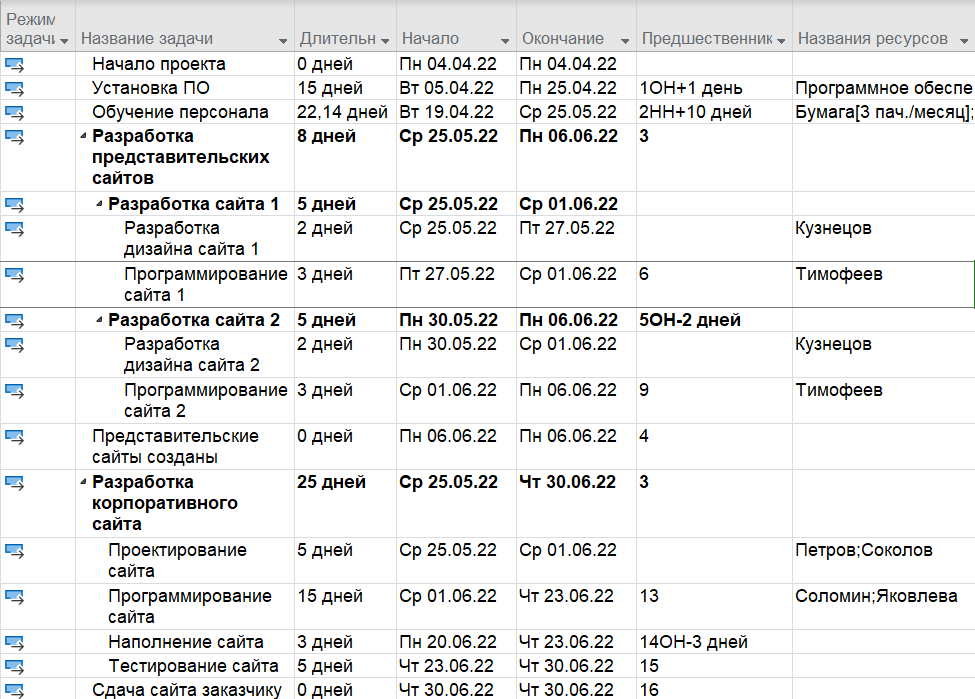 Режим задачи Название задачи Длительн Начало Окончание Предшественник Названия ресурсов
Начало проекта 0 дней Пн 04.04.22 Пн 04.04.22
Установка ПО 15 дней Вт 05.04.22 Пн 25.04.22 1ОН+1 день Программное обеспе
Обучение персонала 22,14 дней Вт 19.04.22 Ср 25.05.22 2НН+10 дней Бумага[3 пач./месяц];
Разработка 8 дней Ср 25.05.22 Пн 06.06.22 3
представительских
сайтов
Разработка сайта 1 5 дней Ср 25.05.22 Ср 01.06.22
Разработка 2 дней Ср 25.05.22 Пт 27.05.22 Кузнецов
дизайна сайта 1
Программирование 3 дней Пт 27.05.22 Ср 01.06.22 6 Тимофеев
сайта 1
Разработка сайта 2 5 дней Пн 30.05.22 Пн 06.06.22 5ОН-2 дней
Разработка 2 дней Пн 30.05.22 Ср 01.06.22 Кузнецов
дизайна сайта 2
Программирование 3 дней Ср 01.06.22 Пн 06.06.22 9 Тимофеев
сайта 2
Представительские 0 дней Пн 06.06.22 Пн 06.06.22 4
сайты созданы
Разработка 25 дней Ср 25.05.22 Чт 30.06.22 3
корпоративного
сайта
Проектирование 5 дней Ср 25.05.22 Ср 01.06.22 Петров;Соколов
сайта
Программирование 15 дней Ср 01.06.22 Чт 23.06.22 13 Соломин;Яковлева
сайта
Наполнение сайта 3 дней Пн 20.06.22 Чт 23.06.22 14ОН-3 дней
Тестирование сайта 5 дней Чт 23.06.22 Чт 30.06.22 15
Сдача сайта заказчику 0 дней Чт 30.06.22 Чт 30.06.22 16